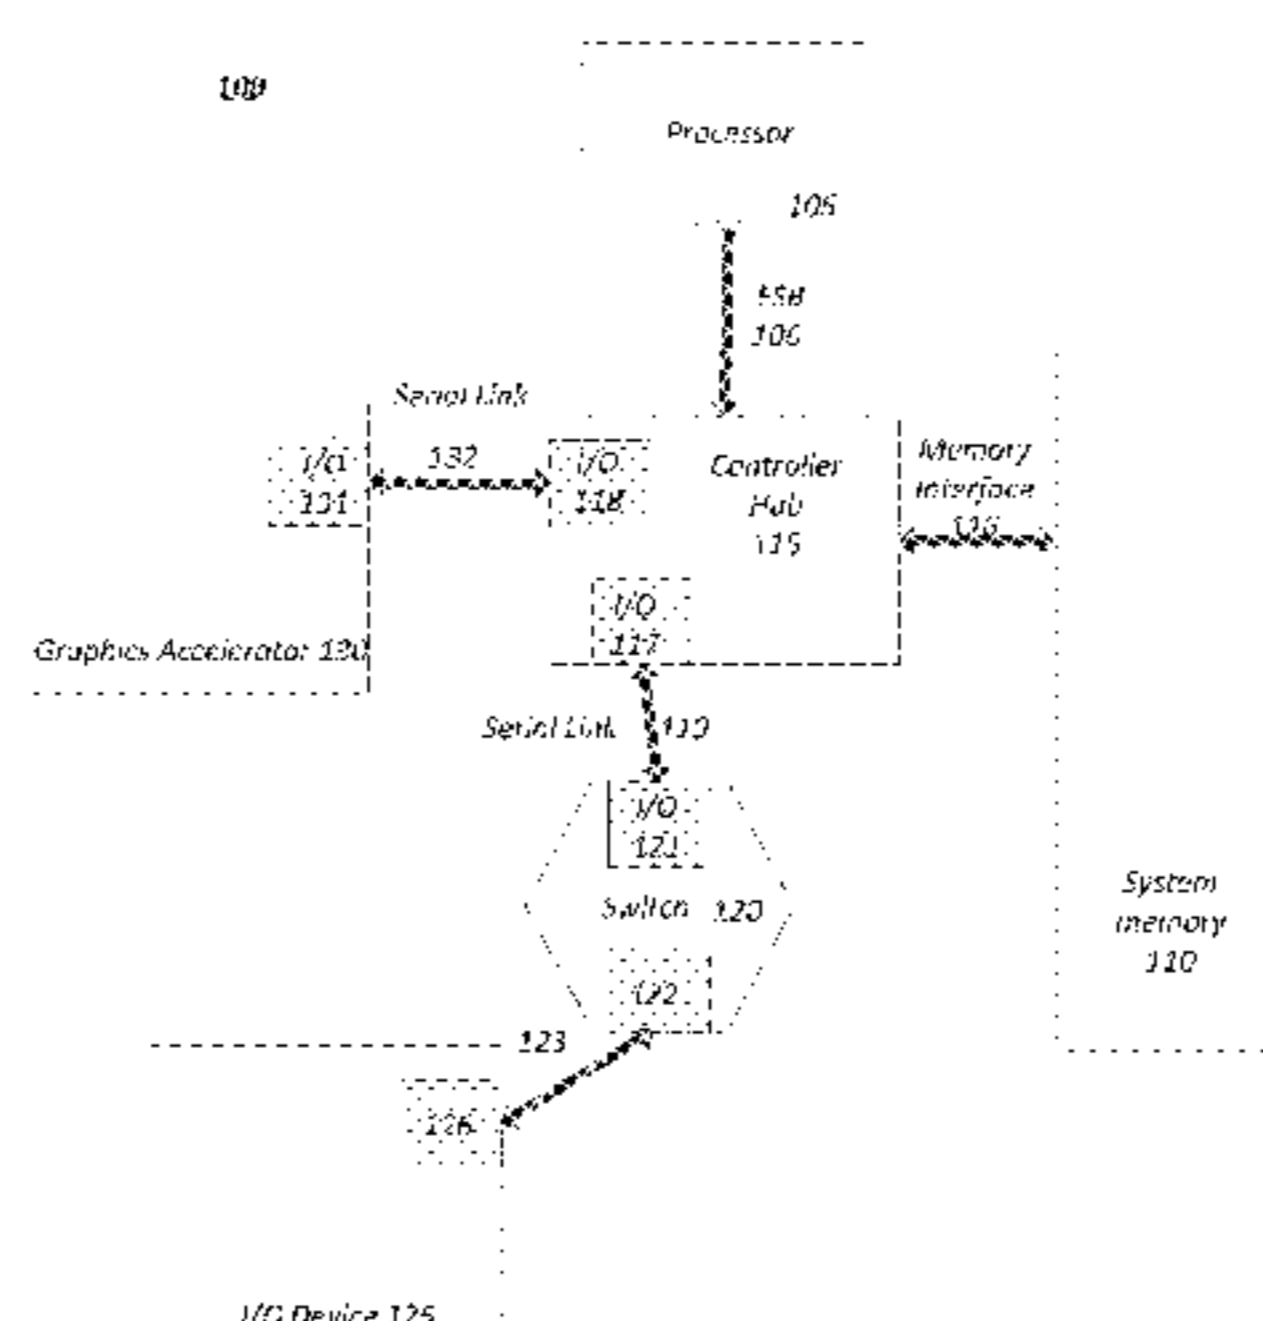 100
Processor
105
FSB
106
Serial Link
132
I/O
131
I/O
118
Controller
Hub
115
Memory
Interface
116
I/O
117
Graphics Accelerator 130
Serial Link 119
I/O
121
Switch 120
122
System
memory
110
123
126
I/O Device 125